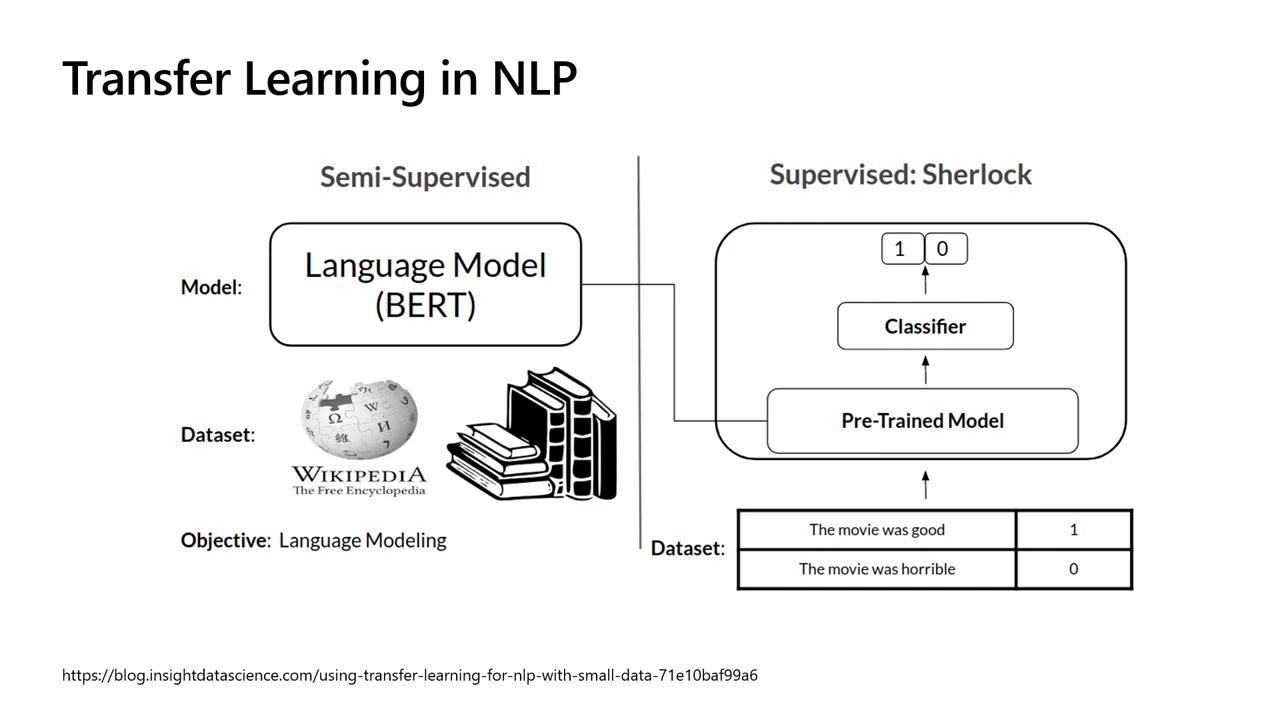 Transfer Learning in NLP
Semi-Supervised
Model:
Language Model
(BERT)
Dataset:
Ω
W
И
維
WIKIPEDIA
The Free Encyclopedia
Objective: Language Modeling
Supervised: Sherlock
1 0
Classifier
Pre-Trained Model
Dataset:
The movie was good 1
The movie was horrible 0
https://blog.insightdatascience.com/using-transfer-learning-for-nlp-with-small-data-71e10baf99a6